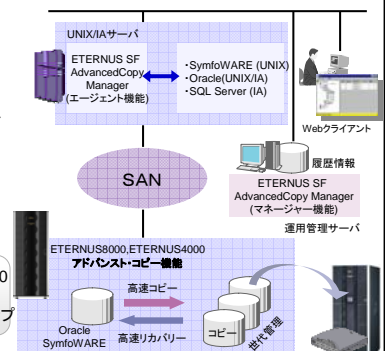 UNIX/IAサーバ
ETERNUS SF
AdvancedCopy
Manager
(エージェント機能)
・SymfoWARE (UNIX)
・Oracle(UNIX/IA)
・SQL Server (IA)
Webクライアント
履歴情報
SAN
ETERNUS SF
AdvancedCopy Manager
(マネージャー機能)
運用管理サーバ
ETERNUS8000,ETERNUS4000
アドバンスト・コピー機能
高速コピー
高速リカバリー
Oracle
SymfoWARE
コピー
世代管理
0
プ